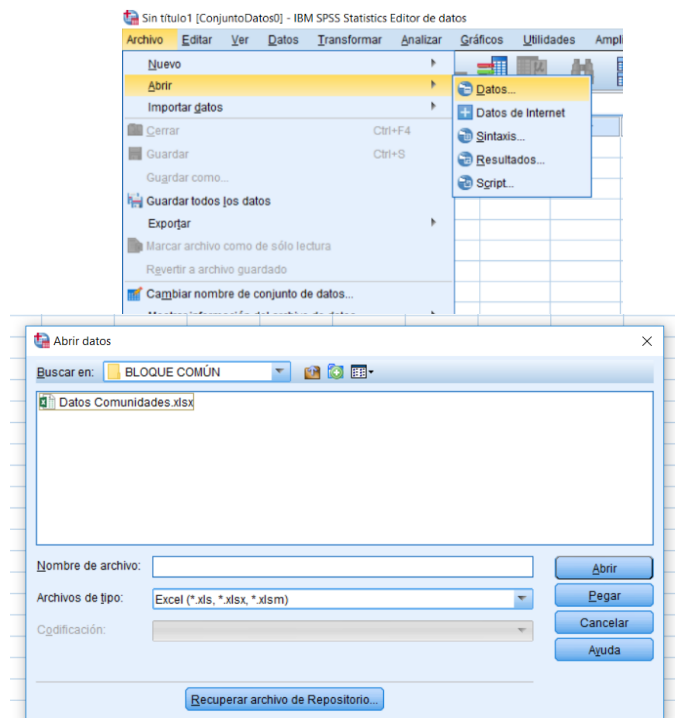 Sin título1 [ConjuntoDatos0] - IBM SPSS Statistics Editor de datos
Archivo Editar Ver Datos Transformar Analizar Gráficos Utilidades Ampli
Nuevo
Abrir
Importar datos
Cerrar Ctrl+F4
Guardar Ctrl+S
Guardar como...
Guardar todos los datos
Exportar
Marcar archivo como de sólo lectura
Revertir a archivo guardado
Cambiar nombre de conjunto de datos...
Datos...
Datos de Internet
Sintaxis...
Resultados...
Script...
Abrir datos
Buscar en: BLOQUE COMÚN
Datos Comunidades.xlsx
Nombre de archivo:
Abrir
Archivos de tipo: Excel (*.xls, *.xlsx, *.xlsm)
Pegar
Codificación:
Cancelar
Ayuda
Recuperar archivo de Repositorio...